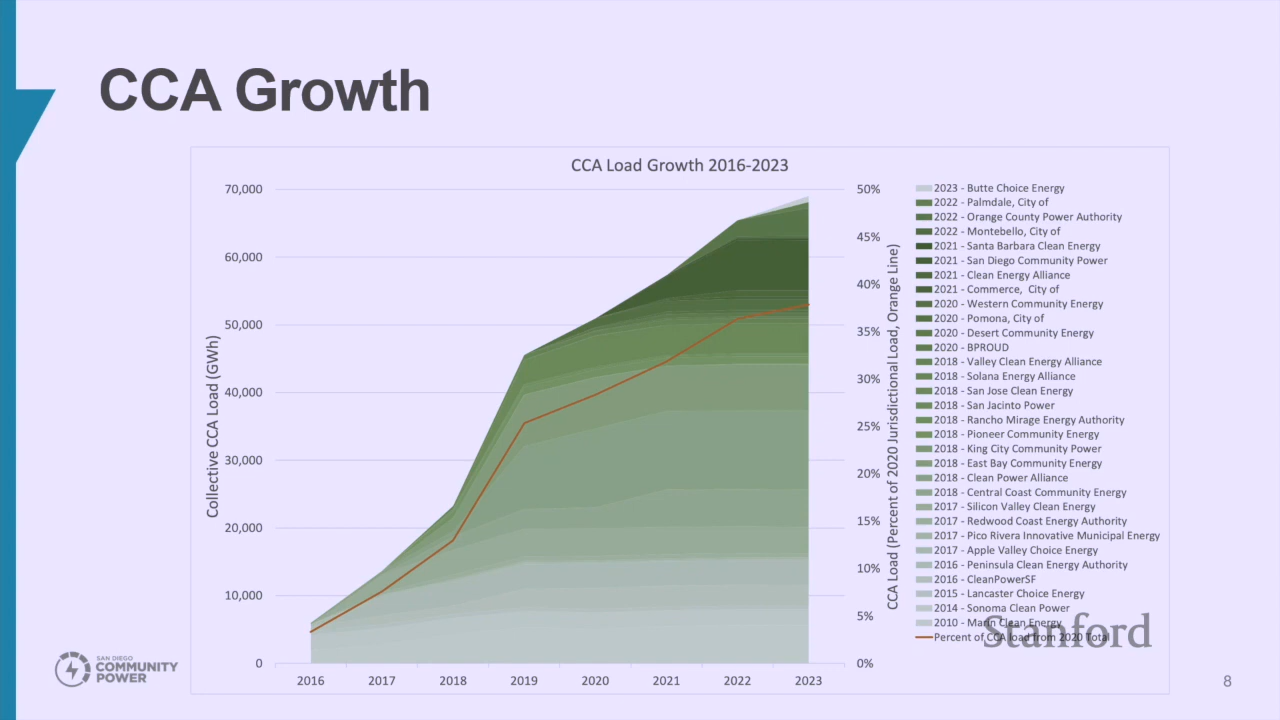 CCA Growth
CCA Load Growth 2016-2023
Collective CCA Load (GWh)
70,000
60,000
50,000
40,000
30,000
20,000
10,000
0
2016
2017
2018
2019
2020
2021
2022
2023
50%
45%
40%
35%
30%
25%
20%
15%
10%
5%
0%
CCA Load (Percent of 2020 Jurisdictional Load, Orange Line)
2023 - Butte Choice Energy
2022 - Palmdale, City of
2022 - Orange County Power Authority
2022 - Montebello, City of
2021 - Santa Barbara Clean Energy
2021 - San Diego Community Power
2021 - Clean Energy Alliance
2021 - Commerce, City of
2020 - Western Community Energy
2020 - Pomona, City of
2020 - Desert Community Energy
2020 - BPROUD
2018 - Valley Clean Energy Alliance
2018 - Solana Energy Alliance
2018 - San Jose Clean Energy
2018 - San Jacinto Power
2018 - Rancho Mirage Energy Authority
2018 - Pioneer Community Energy
2018 - King City Community Power
2018 - East Bay Community Energy
2018 - Clean Power Alliance
2018 - Central Coast Community Energy
2017 - Silicon Valley Clean Energy
2017 - Redwood Coast Energy Authority
2017 - Pico Rivera Innovative Municipal Energy
2017 - Apple Valley Choice Energy
2016 - Peninsula Clean Energy Authority
2016 - CleanPowerSF
2015 - Lancaster Choice Energy
2014 - Sonoma Clean Power
2010 - Marin Clean Energy
Percent of CCA load from 2020 Total
Stanford
SAN DIEGO
COMMUNITY
POWER
8